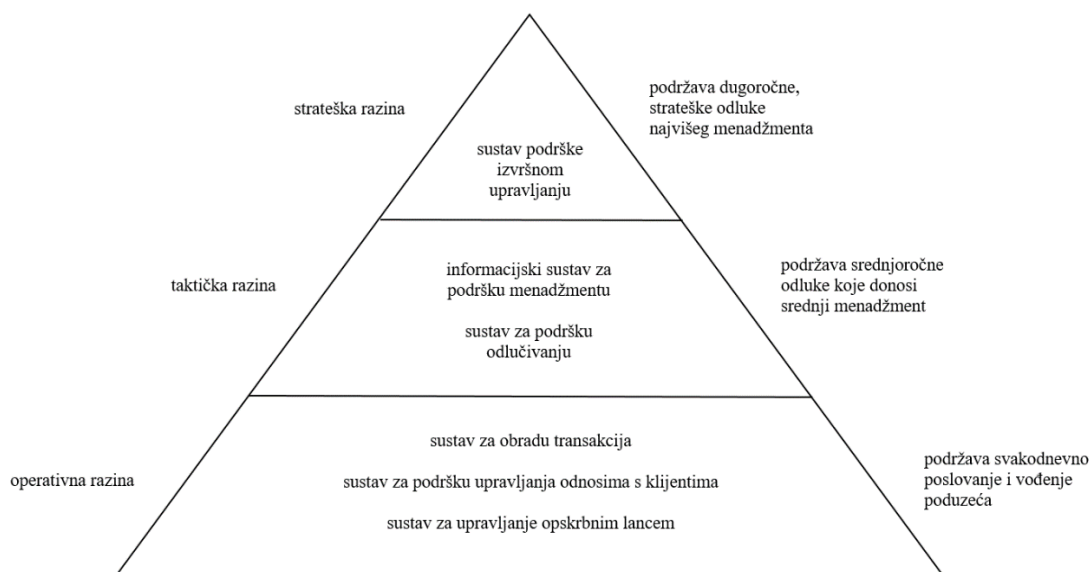 strateška razina
sustav podrške
izvršnom
upravljanju
podržava dugoročne,
strateške odluke
najvišeg menadžmenta
taktička razina
informacijski sustav za
podršku menadžmentu
sustav za podršku
odlučivanju
podržava srednjoročne
odluke koje donosi
srednji menadžment
operativna razina
sustav za obradu transakcija
sustav za podršku upravljanja odnosima s klijentima
sustav za upravljanje opskrbnim lancem
podržava svakodnevno
poslovanje i vođenje
poduzeća